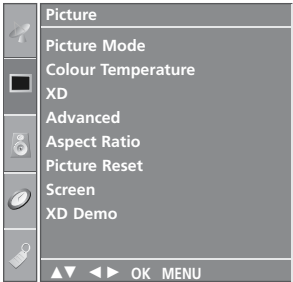 Picture
Picture Mode
Colour Temperature
XD
Advanced
Aspect Ratio
Picture Reset
Screen
XD Demo
▲▼ ◄► OK MENU